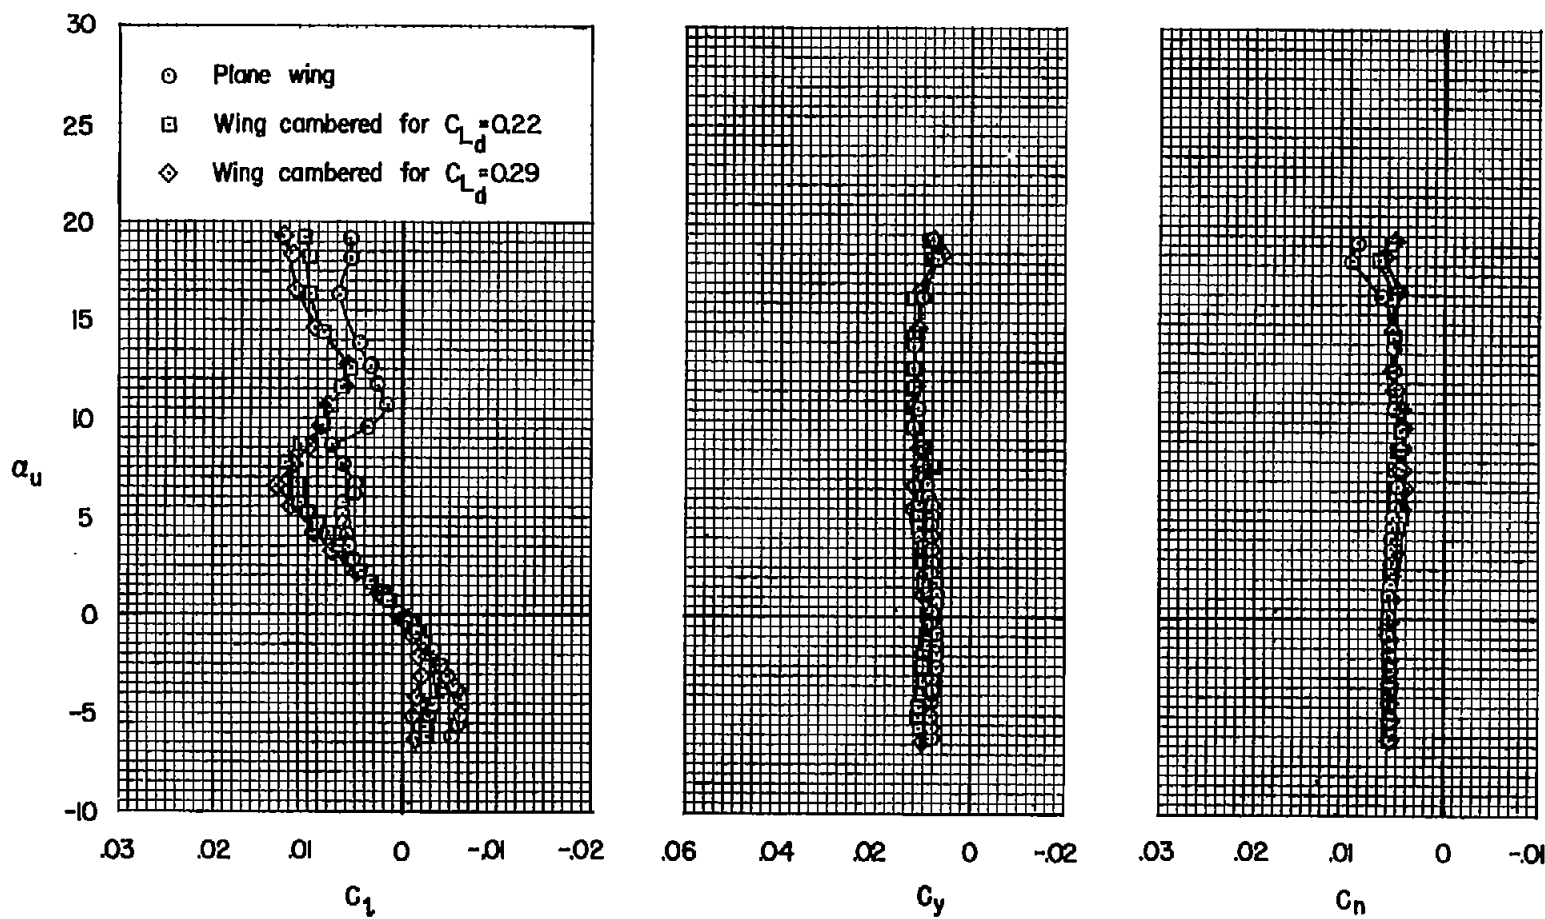 30
25
20
15
10
5
0
-5
-10
α_u
Plane wing
Wing cambered for C_L_d=0.22
Wing cambered for C_L_d=0.29
.03 .02 .01 0 -.01 -.02
C_l
.06 .04 .02 0 -.02
C_y
.03 .02 .01 0 -.01
C_n